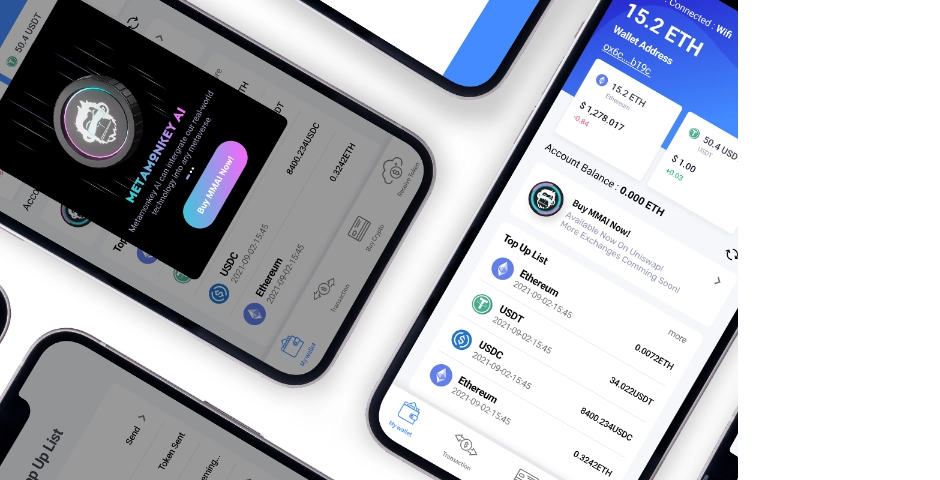 50.4 USDT
METAMONKEY AI
Metamonkey AI can intergrate our real-world
technology into any metaverse
Buy MMAI Now!
8400.234USDC
0.3242ETH
USDC
2021-09-02-15:45
Ethereum
2021-09-02-15:45
Receive Token
Buy Crypto
Transaction
My wallet
Top Up List
Send
Token Sent
Connected : Wifi
15.2 ETH
Wallet Address
ox6c...b19c
15.2 ETH
Ethereum
$1,278.017
-0.84
50.4 USD
USDT
$ 1.00
+0.03
Account Balance : 0.000 ETH
Buy MMAI Now!
Available Now On Uniswap!
More Exchanges Comming Soon!
Top Up List
more
Ethereum
2021-09-02-15:45
0.0072ETH
USDT
2021-09-02-15:45
34.022USDT
USDC
2021-09-02-15:45
8400.234USDC
Ethereum
2021-09-02-15:45
0.3242ETH
My wallet
Transaction